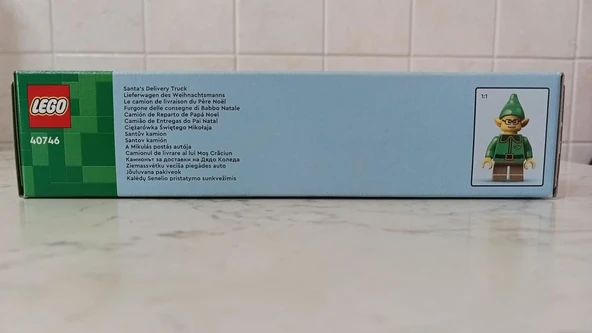 LEGO
40746
Santa's Delivery Truck
Lieferwagen des Weihnachtsmanns
Le camion de livraison du Père Noël
Furgone delle consegne di Babbo Natale
Camión de Reparto de Papá Noel
Camião de Entregas do Pai Natal
Ciężarówka Świętego Mikołaja
Santův kamion
Santov kamión
A Mikulás postás autója
Camionul de livrare al lui Moș Crăciun
Камионът за доставки на Дядо Коледа
Ziemassvētku vecīša piegādes auto
Jõuluvana pakiveok
Kalėdų Senelio pristatymo sunkvežimis
1:1